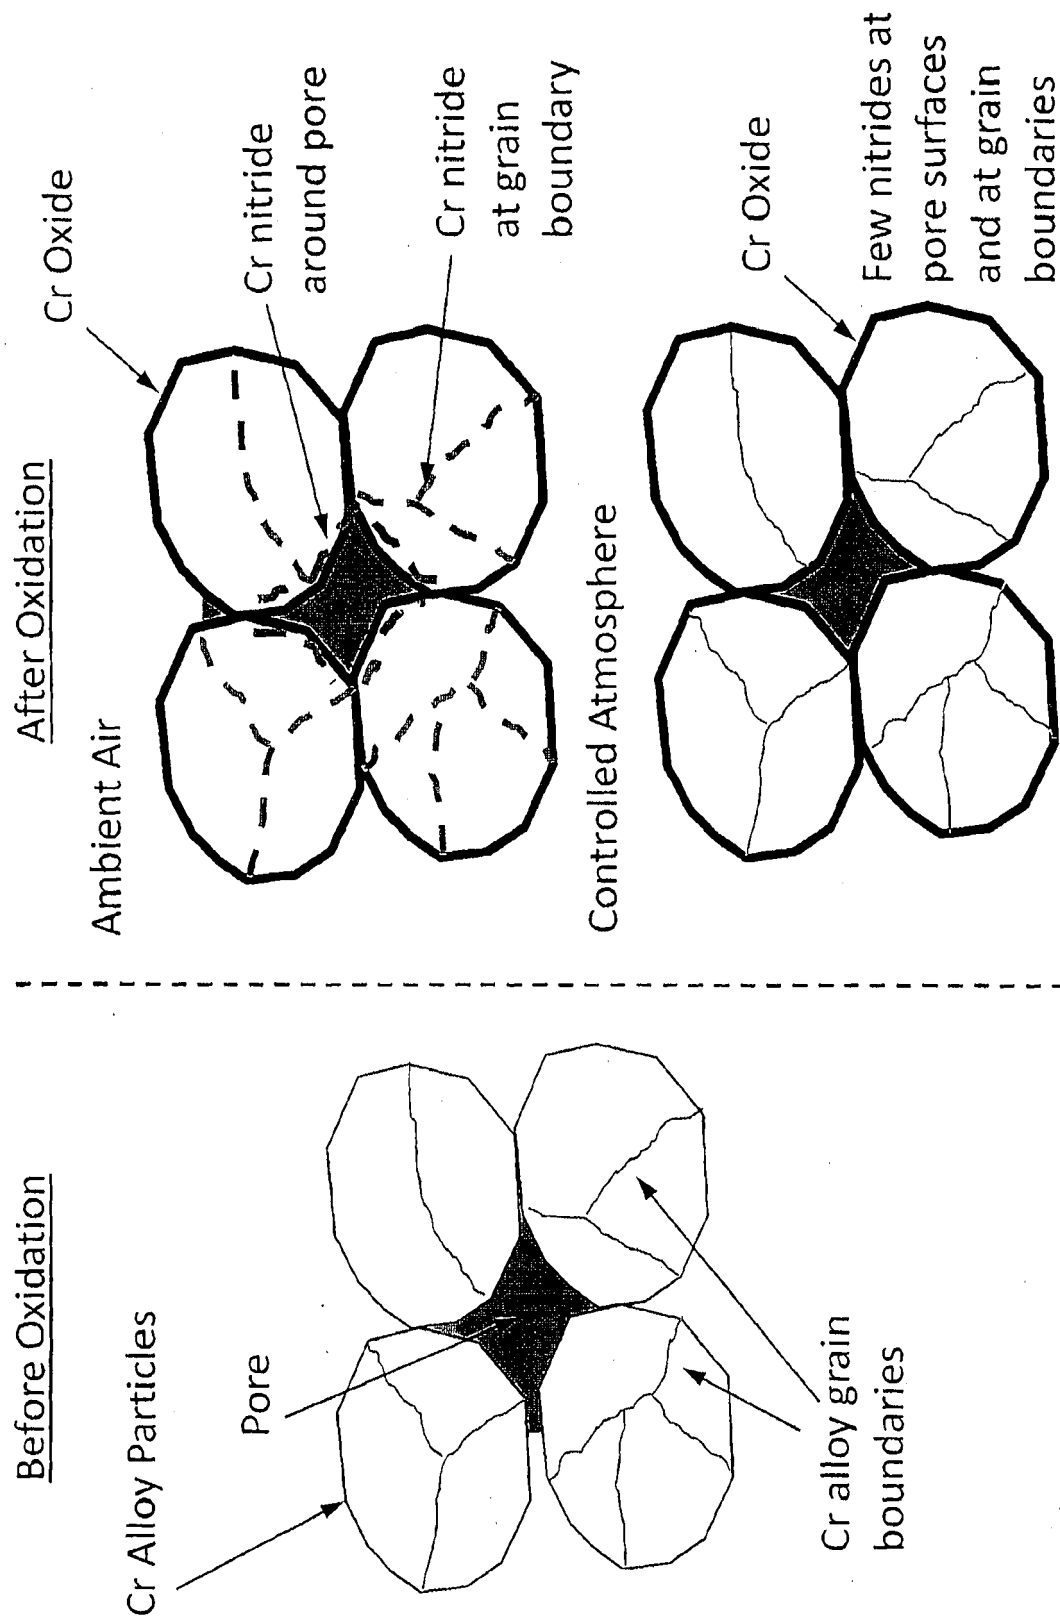 Before Oxidation
Cr Alloy Particles
Pore
Cr alloy grain
boundaries
After Oxidation
Ambient Air
Cr Oxide
Cr nitride
around pore
Cr nitride
at grain
boundary
Controlled Atmosphere
Cr Oxide
Few nitrides at
pore surfaces
and at grain
boundaries